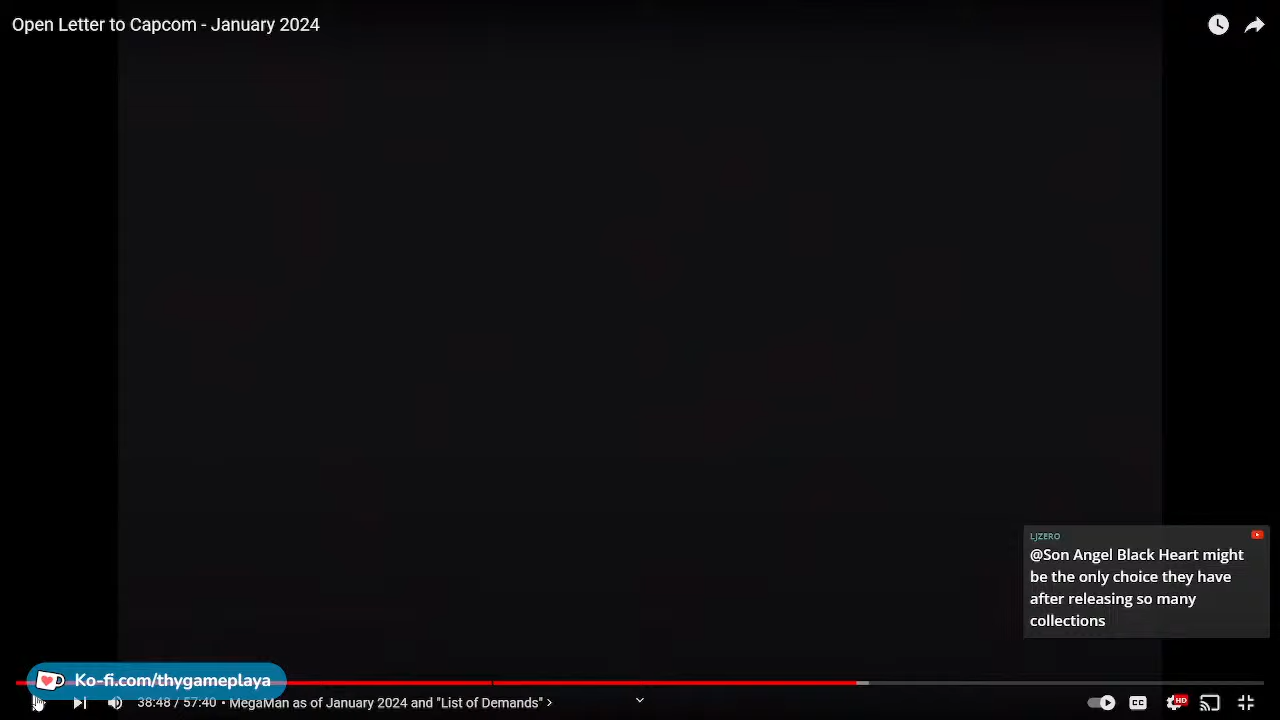 Open Letter to Capcom - January 2024
LJZERO
@Son Angel Black Heart might
be the only choice they have
after releasing so many
collections
Ko-fi.com/thygameplaya
38:48 / 57:40 • MegaMan as of January 2024 and "List of Demands" >
CC
HD